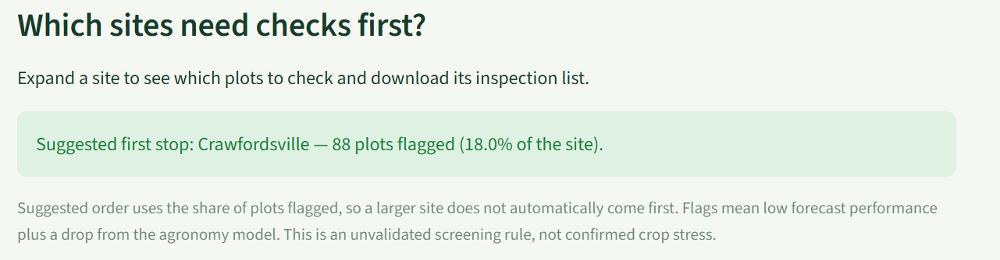 Which sites need checks first?
Expand a site to see which plots to check and download its inspection list.
Suggested first stop: Crawfordsville — 88 plots flagged (18.0% of the site).
Suggested order uses the share of plots flagged, so a larger site does not automatically come first. Flags mean low forecast performance
plus a drop from the agronomy model. This is an unvalidated screening rule, not confirmed crop stress.